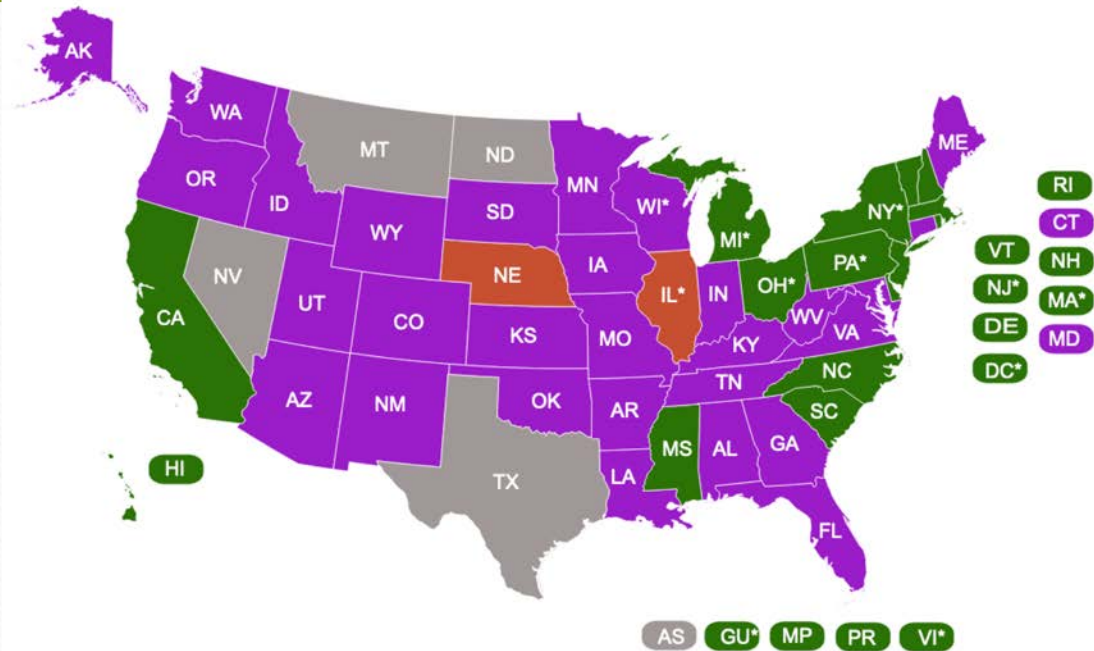 AK
WA
MT
ND
MN
ME
OR
ID
SD
WI*
NY*
RI
WY
MI*
CT
NV
NE
IA
PA*
VT
NH
UT
IL*
IN
OH*
NJ*
MA*
CA
CO
KS
MO
WV
VA
DE
MD
KY
DC*
AZ
NM
OK
TN
NC
AR
SC
HI
TX
LA
MS
AL
GA
FL
AS
GU*
MP
PR
VI*